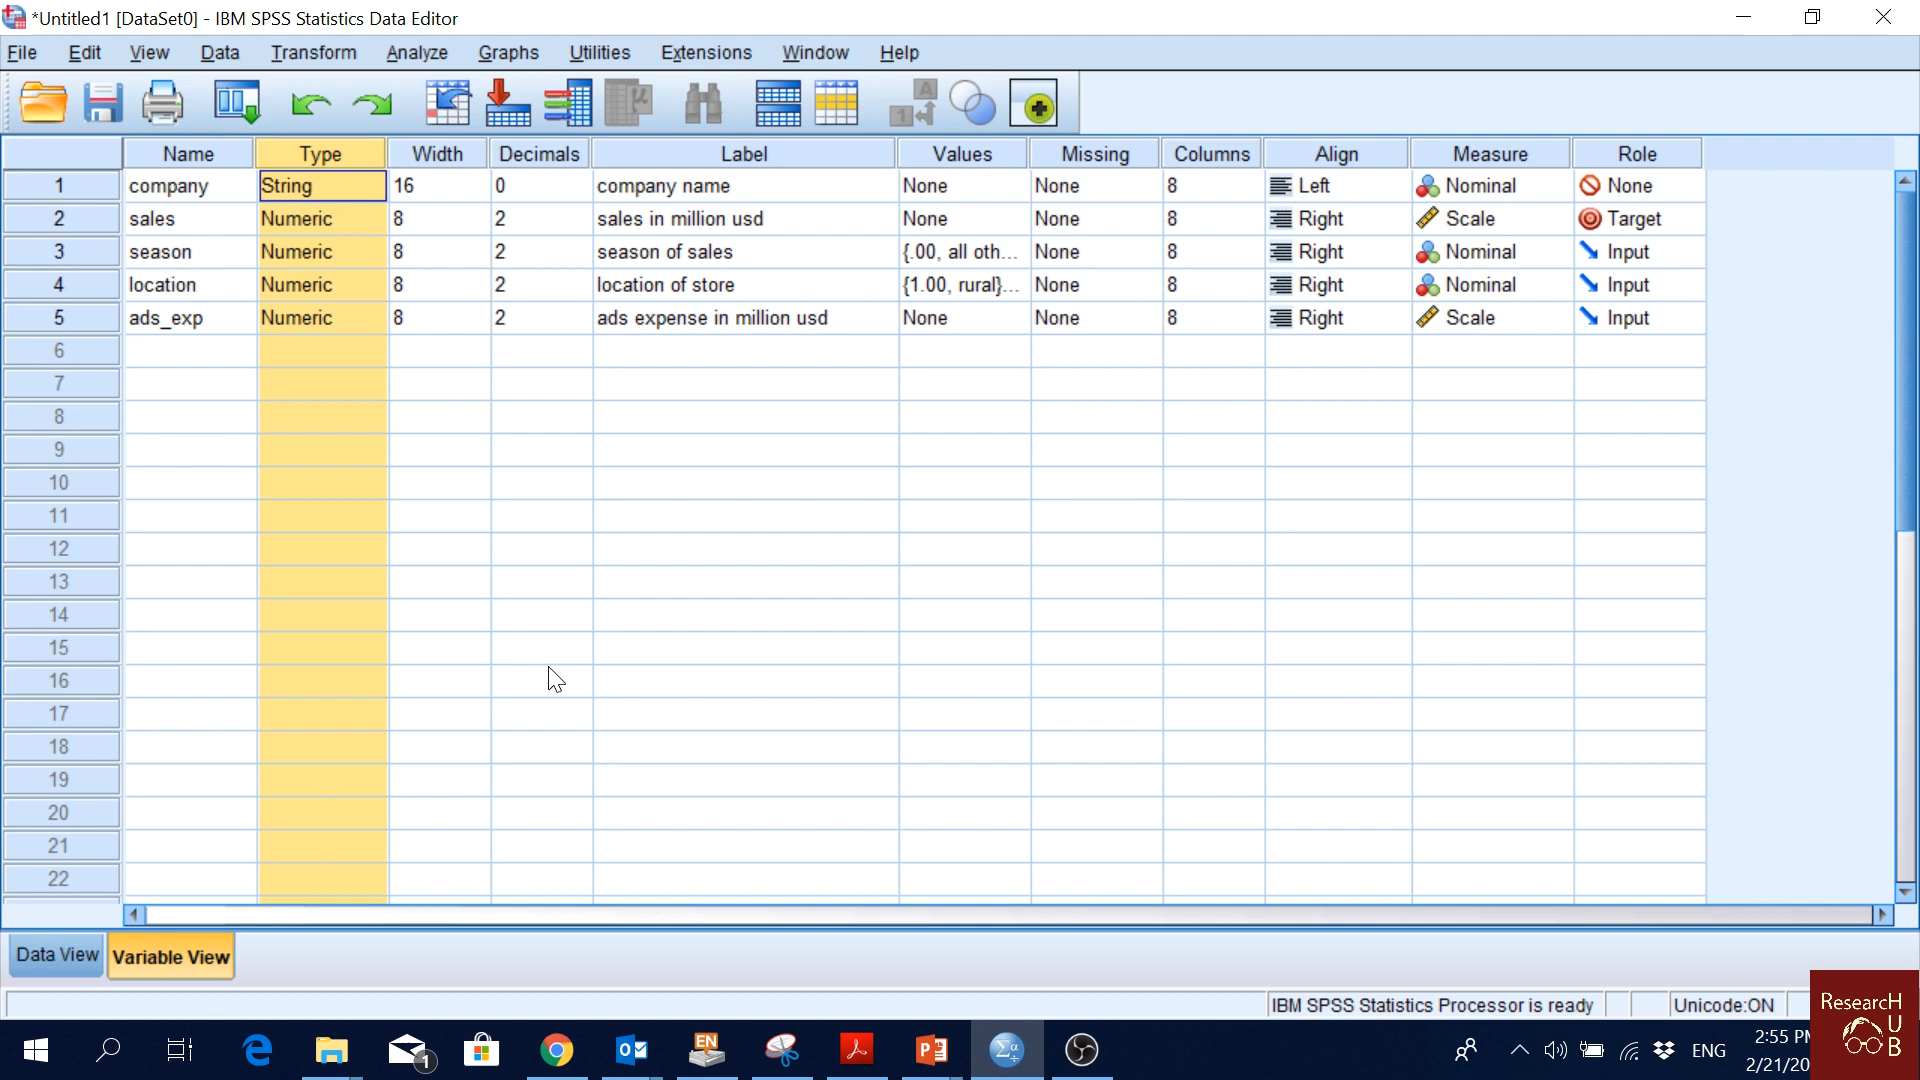 *Untitled1 [DataSet0] - IBM SPSS Statistics Data Editor
File Edit View Data Transform Analyze Graphs Utilities Extensions Window Help
Name Type Width Decimals Label Values Missing Columns Align Measure Role
1 company String 16 0 company name None None 8 Left Nominal None
2 sales Numeric 8 2 sales in million usd None None 8 Right Scale Target
3 season Numeric 8 2 season of sales {.00, all oth... None 8 Right Nominal Input
4 location Numeric 8 2 location of store {1.00, rural}... None 8 Right Nominal Input
5 ads_exp Numeric 8 2 ads expense in million usd None None 8 Right Scale Input
6
7
8
9
10
11
12
13
14
15
16
17
18
19
20
21
22
Data View Variable View
IBM SPSS Statistics Processor is ready Unicode:ON
ResearcH
U
B
1 EN ENG
2:55 PM
2/21/20